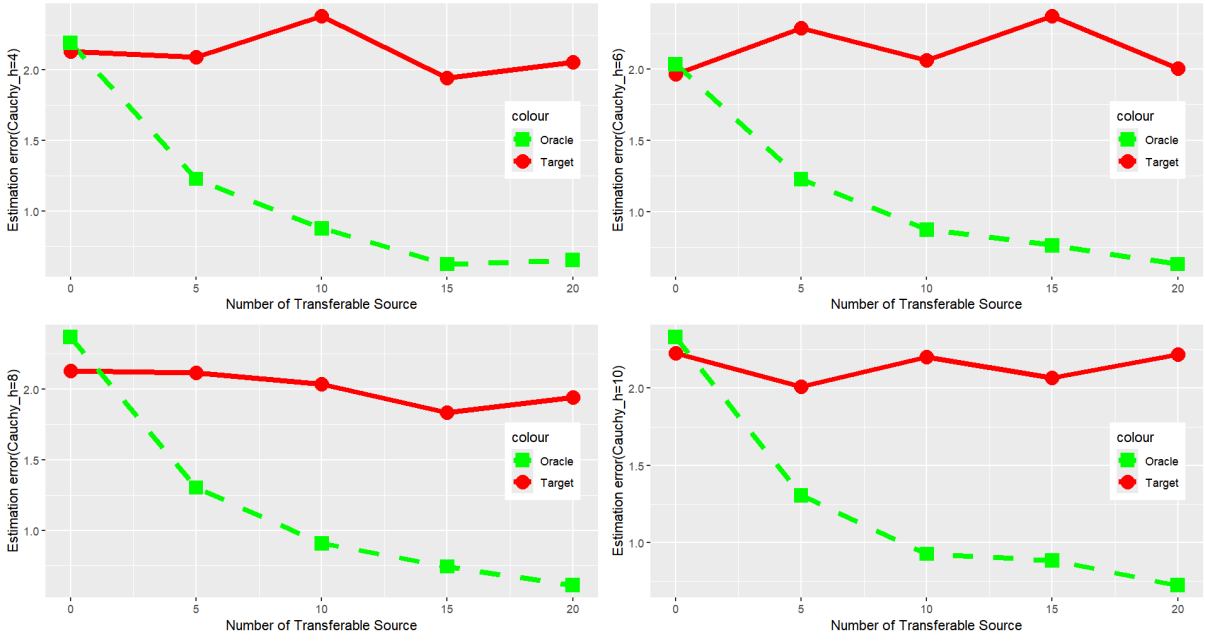 Estimation error(Cauchy_h=4)
2.0
1.5
1.0
colour
Oracle
Target
0 5 10 15 20
Number of Transferable Source
Estimation error(Cauchy_h=6)
2.0
1.5
1.0
colour
Oracle
Target
0 5 10 15 20
Number of Transferable Source
Estimation error(Cauchy_h=8)
2.0
1.5
1.0
colour
Oracle
Target
0 5 10 15 20
Number of Transferable Source
Estimation error(Cauchy_h=10)
2.0
1.5
1.0
colour
Oracle
Target
0 5 10 15 20
Number of Transferable Source